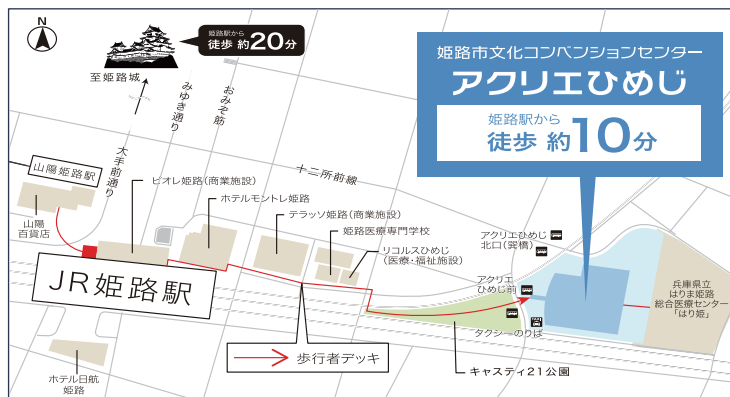 N
姫路駅から
徒歩 約20分
至姫路城
姫路市文化コンベンションセンター
アクリエひめじ
姫路駅から
徒歩 約10分
みゆき通り
おみぞ筋
大手前通り
十二所前線
山陽姫路駅
山陽
百貨店
ピオレ姫路(商業施設)
ホテルモントレ姫路
テラッソ姫路(商業施設)
姫路医療専門学校
リコルスひめじ
(医療・福祉施設)
アクリエひめじ
北口(巽橋)
アクリエ
ひめじ前
タクシーのりば
TAXI
兵庫県立
はりま姫路
総合医療センター
「はり姫」
JR姫路駅
歩行者デッキ
キャスティ21公園
ホテル日航
姫路